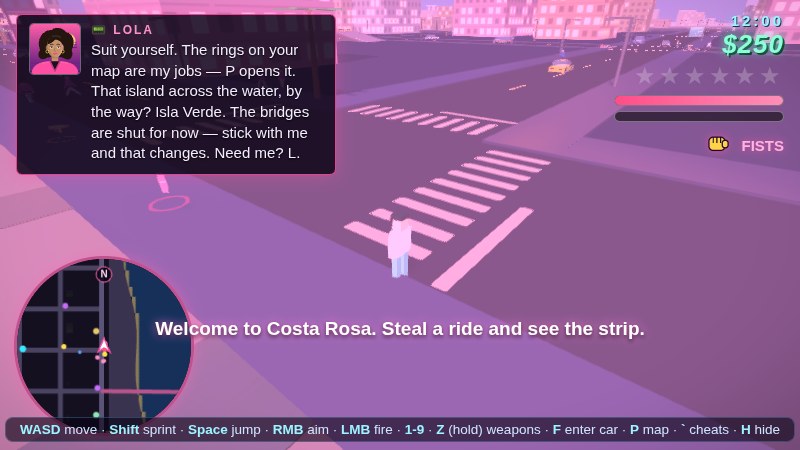 LOLA
Suit yourself. The rings on your
map are my jobs — P opens it.
That island across the water, by
the way? Isla Verde. The bridges
are shut for now — stick with me
and that changes. Need me? L.
12:00
$250
FISTS
N
Welcome to Costa Rosa. Steal a ride and see the strip.
WASD move · Shift sprint · Space jump · RMB aim · LMB fire · 1-9 · Z (hold) weapons · F enter car · P map · ` cheats · H hide